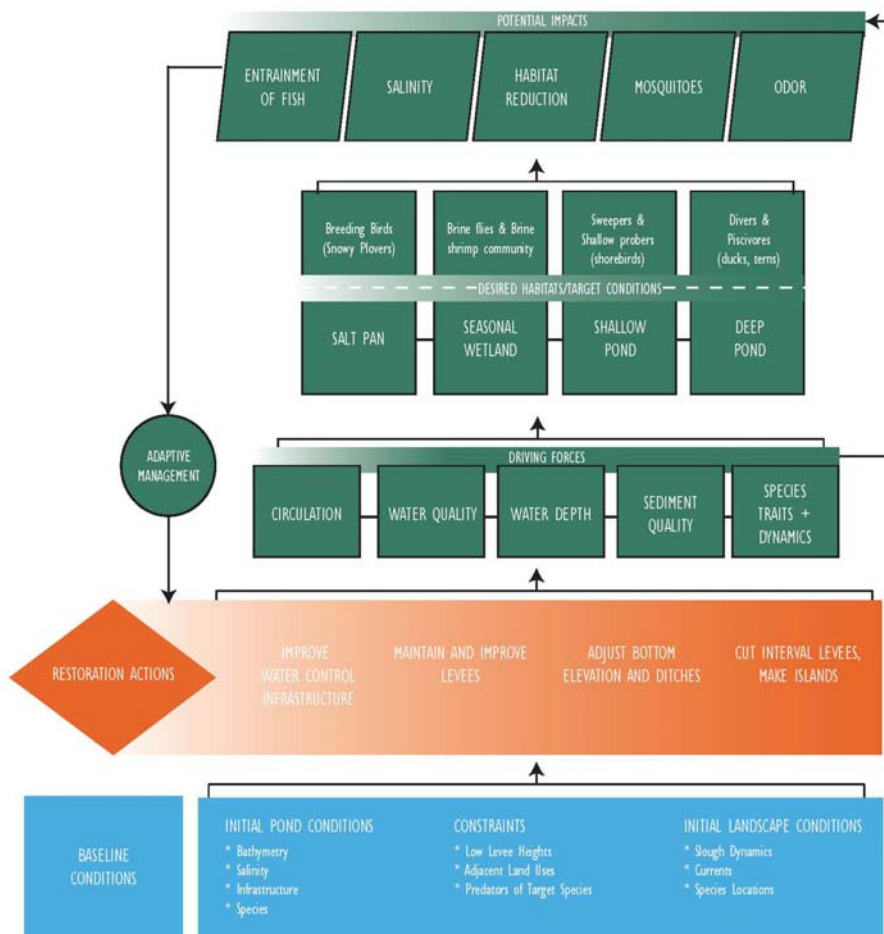 POTENTIAL IMPACTS
ENTRAINMENT
OF FISH
SALINITY
HABITAT
REDUCTION
MOSQUITOES
ODOR
Breeding Birds
(Snowy Plovers)
Brine flies & Brine
shrimp community
Sweepers &
Shallow probers
(shorebirds)
Divers &
Piscivores
(ducks, terns)
DESIRED HABITATS/TARGET CONDITIONS
SALT PAN
SEASONAL
WETLAND
SHALLOW
POND
DEEP
POND
ADAPTIVE
MANAGEMENT
DRIVING FORCES
CIRCULATION
WATER QUALITY
WATER DEPTH
SEDIMENT
QUALITY
SPECIES
TRAITS +
DYNAMICS
RESTORATION ACTIONS
IMPROVE
WATER CONTROL
INFRASTRUCTURE
MAINTAIN AND IMPROVE
LEVEES
ADJUST BOTTOM
ELEVATION AND DITCHES
CUT INTERVAL LEVEES,
MAKE ISLANDS
BASELINE
CONDITIONS
INITIAL POND CONDITIONS
* Bathymetry
* Salinity
* Infrastructure
* Species
CONSTRAINTS
* Low Levee Heights
* Adjacent Land Uses
* Predators of Target Species
INITIAL LANDSCAPE CONDITIONS
* Slough Dynamics
* Currents
* Species Locations